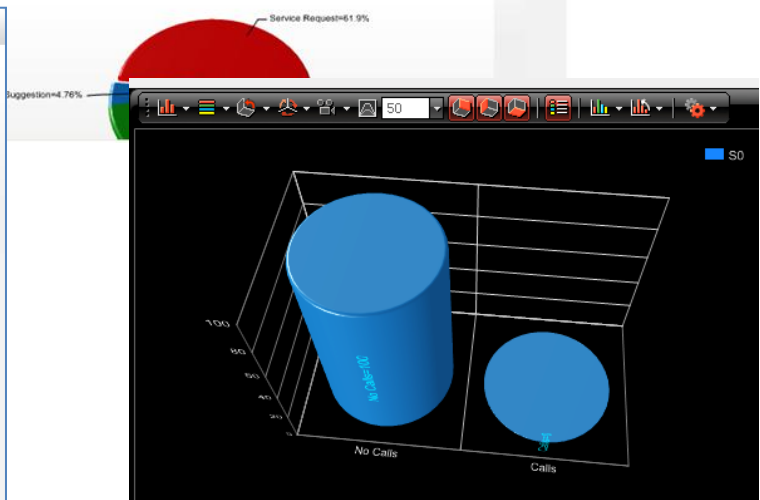 Service Request=61.9%
Suggestion=4.76%
50
S0
100
80
60
40
20
0
No Calls=100
No Calls
Calls